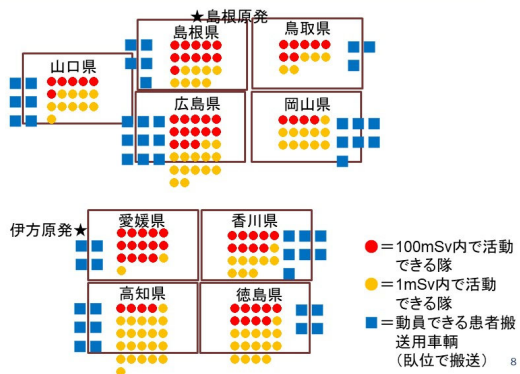 ★島根原発
島根県
鳥取県
山口県
広島県
岡山県
伊方原発★
愛媛県
香川県
高知県
徳島県
＝100mSv内で活動
できる隊
＝1mSv内で活動
できる隊
＝動員できる患者搬
送用車輌
（臥位で搬送）
8